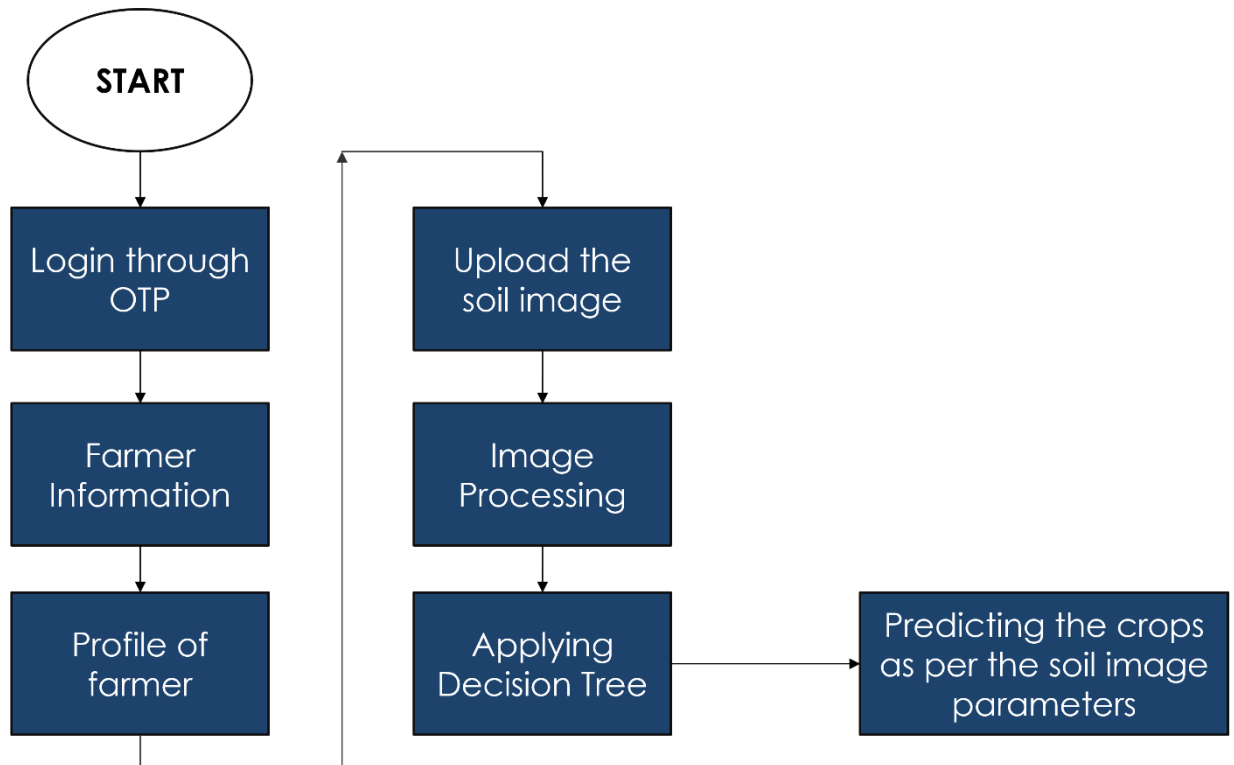 START
Login through
OTP
Farmer
Information
Profile of
farmer
Upload the
soil image
Image
Processing
Applying
Decision Tree
Predicting the crops
as per the soil image
parameters